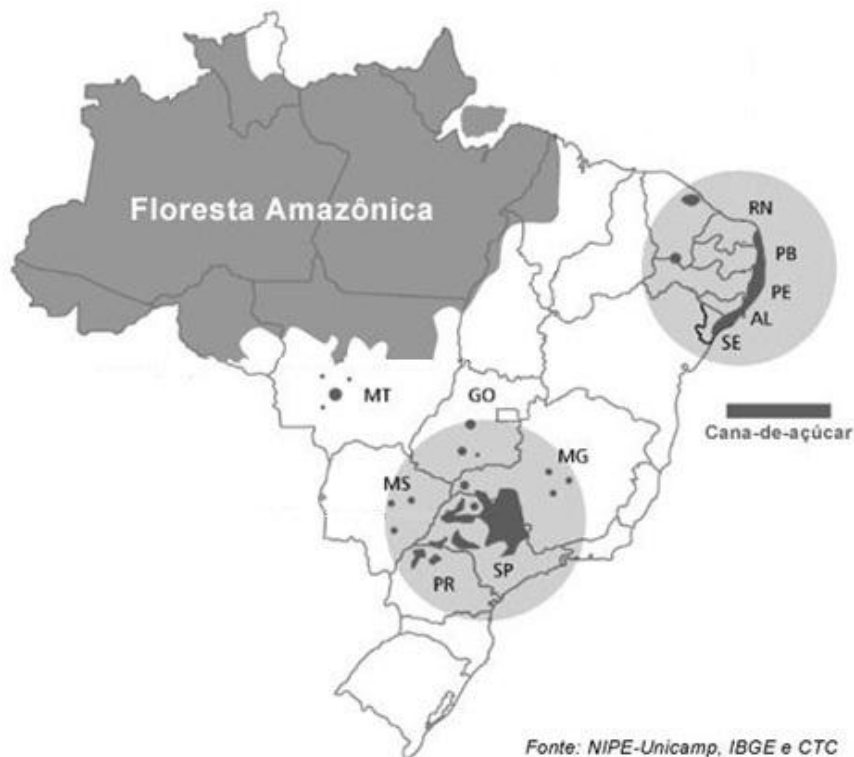 Floresta Amazônica
RN
PB
PE
AL
SE
Cana-de-açúcar
MT
GO
MG
MS
SP
PR
Fonte: NIPE-Unicamp, IBGE e CTC